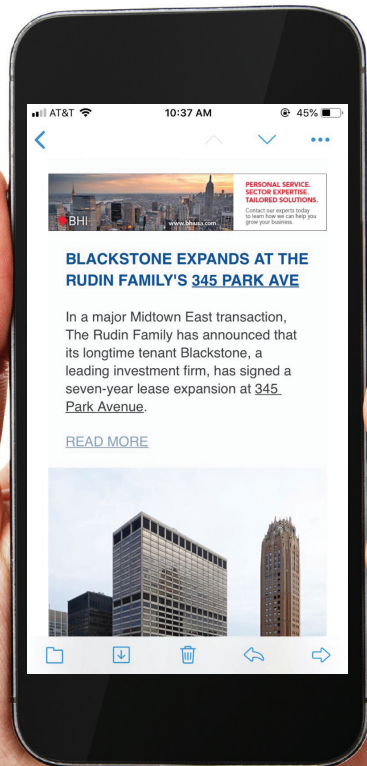 AT&T
10:37 AM
45%
BHI
www.bhiusa.com
PERSONAL SERVICE.
SECTOR EXPERTISE.
TAILORED SOLUTIONS.
Contact our experts today
to learn how we can help you
grow your business.
BLACKSTONE EXPANDS AT THE
RUDIN FAMILY'S 345 PARK AVE
In a major Midtown East transaction,
The Rudin Family has announced that
its longtime tenant Blackstone, a
leading investment firm, has signed a
seven-year lease expansion at 345
Park Avenue.
READ MORE